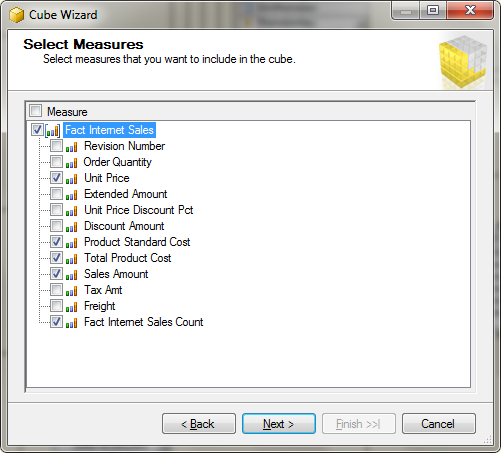 Cube Wizard
Select Measures
Select measures that you want to include in the cube.
Measure
Fact Internet Sales
Revision Number
Order Quantity
Unit Price
Extended Amount
Unit Price Discount Pct
Discount Amount
Product Standard Cost
Total Product Cost
Sales Amount
Tax Amt
Freight
Fact Internet Sales Count
< Back Next > Finish >>| Cancel